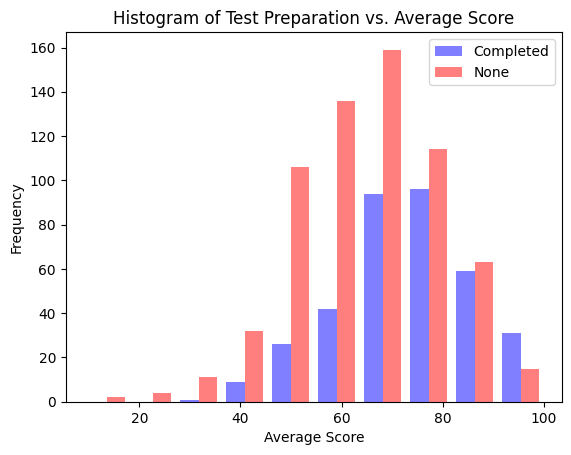 Histogram of Test Preparation vs. Average Score
Completed
None
Frequency
160
140
120
100
80
60
40
20
0
20 40 60 80 100
Average Score